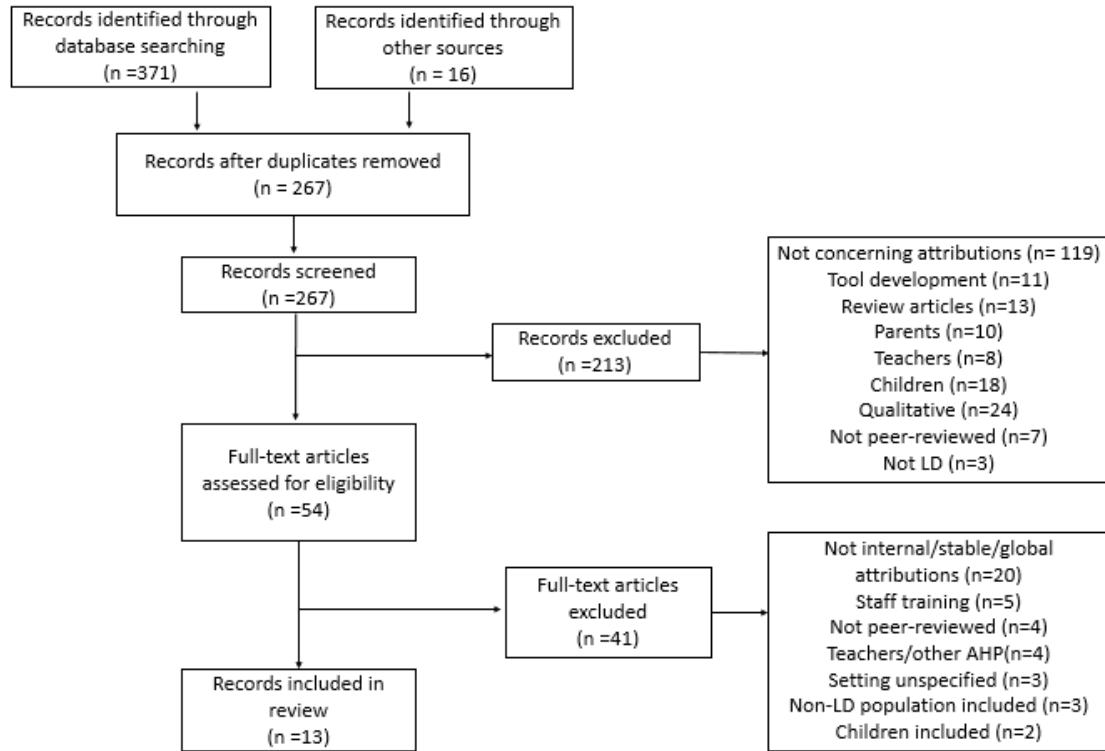 Records identified through
database searching
(n =371)
Records identified through
other sources
(n = 16)
Records after duplicates removed
(n = 267)
Records screened
(n =267)
Records excluded
(n =213)
Not concerning attributions (n= 119)
Tool development (n=11)
Review articles (n=13)
Parents (n=10)
Teachers (n=8)
Children (n=18)
Qualitative (n=24)
Not peer-reviewed (n=7)
Not LD (n=3)
Full-text articles
assessed for eligibility
(n =54)
Full-text articles
excluded
(n =41)
Not internal/stable/global
attributions (n=20)
Staff training (n=5)
Not peer-reviewed (n=4)
Teachers/other AHP(n=4)
Setting unspecified (n=3)
Non-LD population included (n=3)
Children included (n=2)
Records included in
review
(n =13)